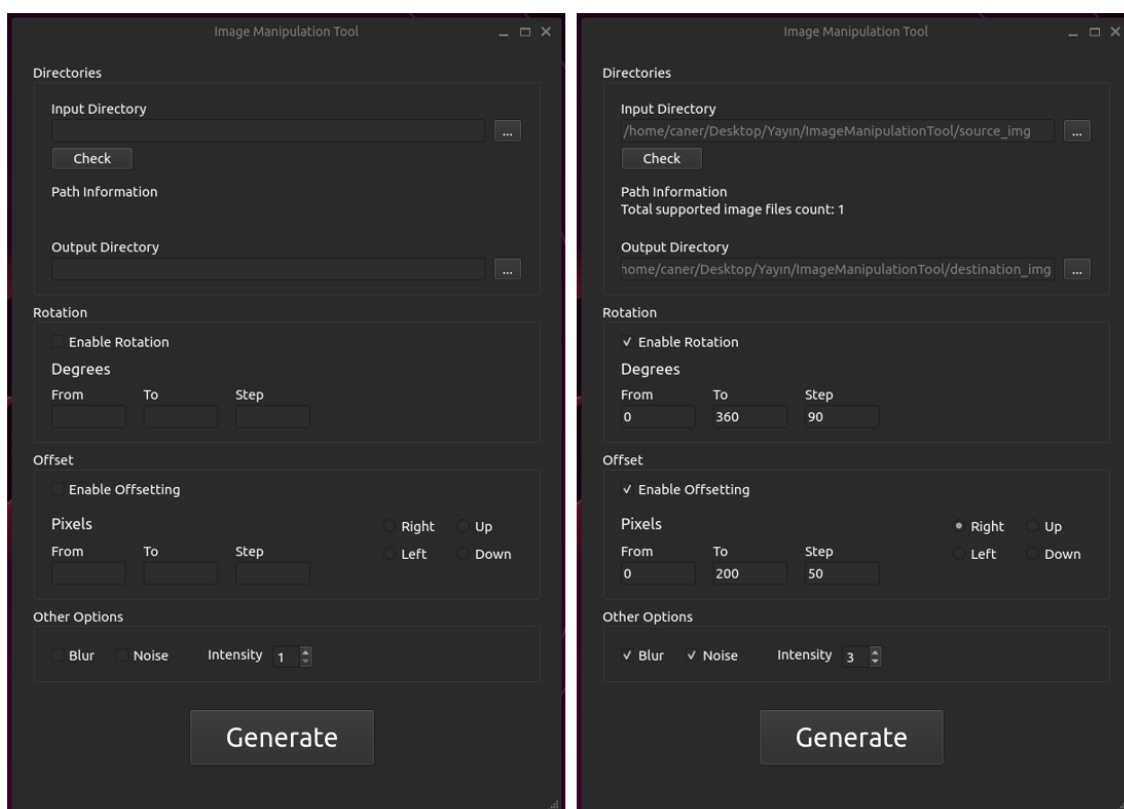 Image Manipulation Tool
Directories
Input Directory
...
Check
Path Information
Output Directory
...
Rotation
Enable Rotation
Degrees
From To Step
Offset
Enable Offsetting
Pixels Right Up
From To Step Left Down
Other Options
Blur Noise Intensity 1
Generate
Image Manipulation Tool
Directories
Input Directory
/home/caner/Desktop/Yayın/ImageManipulationTool/source_img ...
Check
Path Information
Total supported image files count: 1
Output Directory
home/caner/Desktop/Yayın/ImageManipulationTool/destination_img ...
Rotation
Enable Rotation
Degrees
From To Step
0 360 90
Offset
Enable Offsetting
Pixels Right Up
From To Step Left Down
0 200 50
Other Options
Blur Noise Intensity 3
Generate